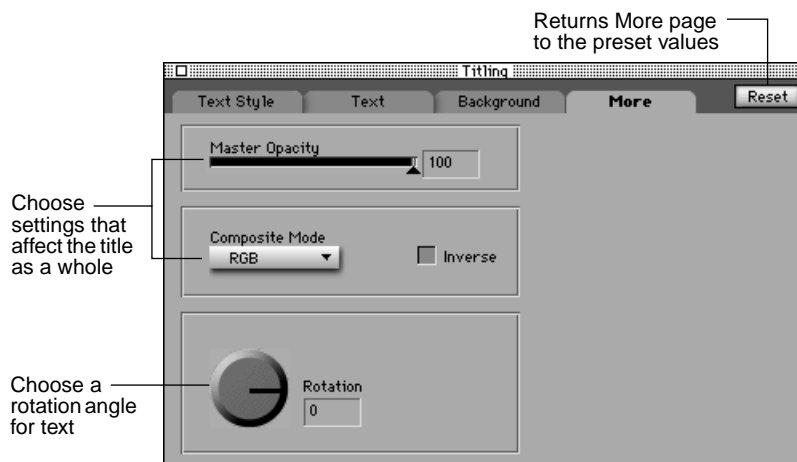 Returns More page
to the preset values
Titling
Text Style Text Background More Reset
Master Opacity
100
Choose
settings that
affect the title
as a whole
Composite Mode
RGB
Inverse
Choose a
rotation angle
for text
Rotation
0